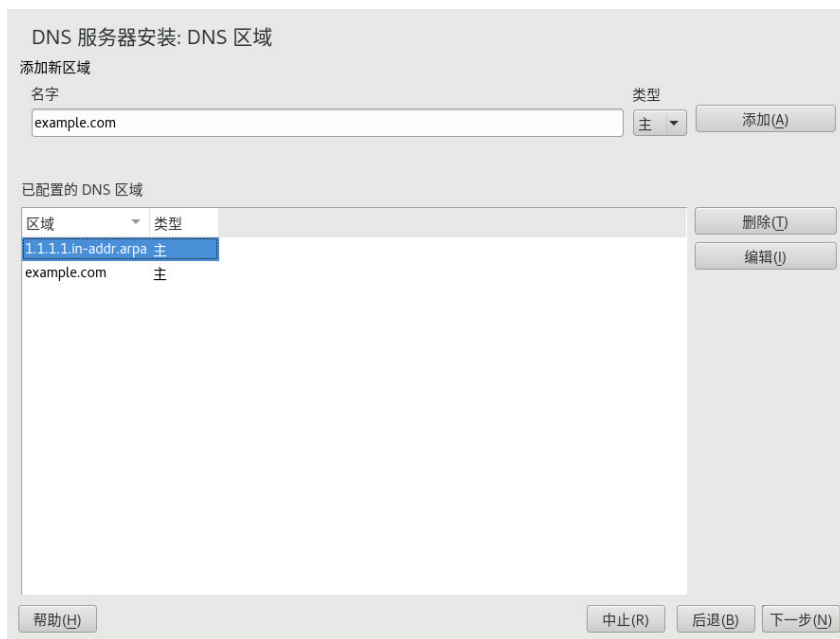 DNS 服务器安装: DNS 区域
添加新区域
名字 类型
example.com 主 添加(A)
已配置的 DNS 区域
区域 类型 删除(T)
1.1.1.1.in-addr.arpa 主 编辑(I)
example.com 主
帮助(H) 中止(R) 后退(B) 下一步(N)